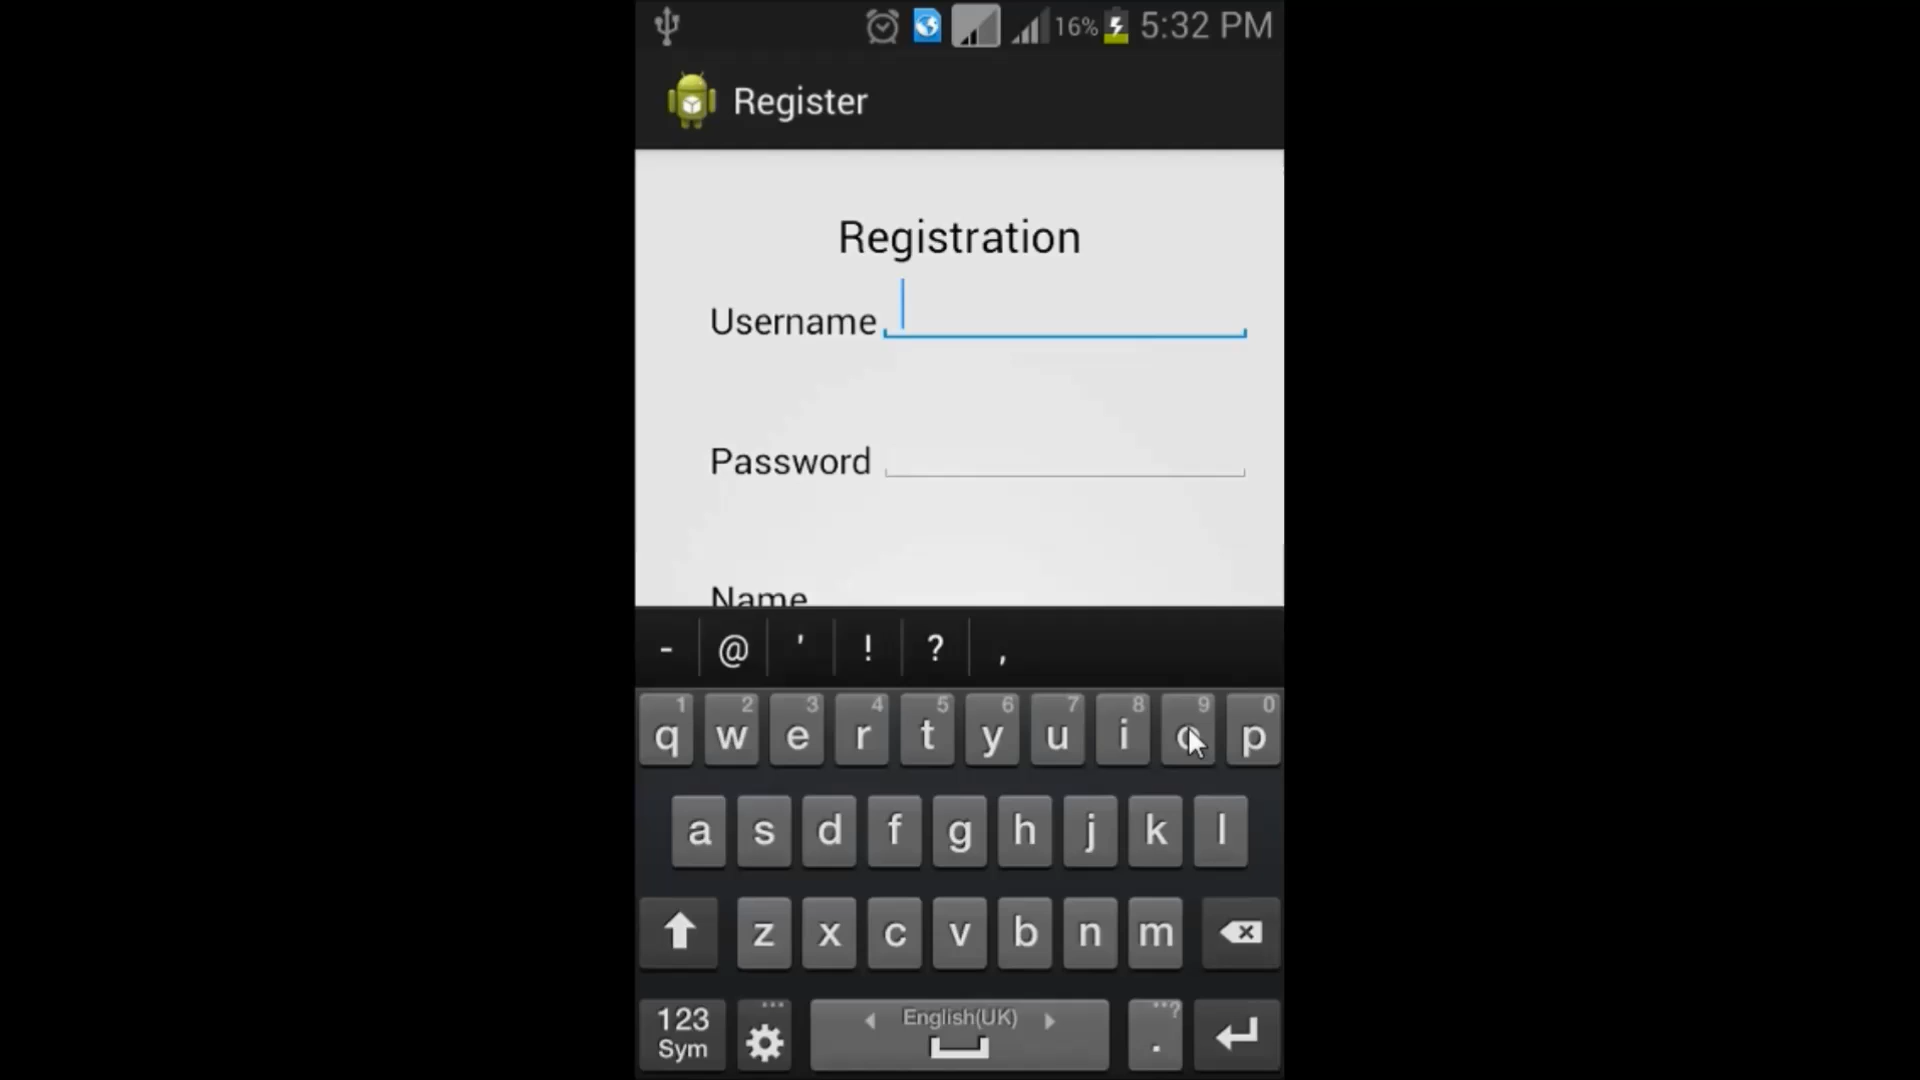 16% 5:32 PM
Register
Registration
Username
Password
Name
- @ ' ! ? ,
1 2 3 4 5 6 7 8 9 0
q w e r t y u i o p
a s d f g h j k l
z x c v b n m
123 English(UK) ?
Sym .